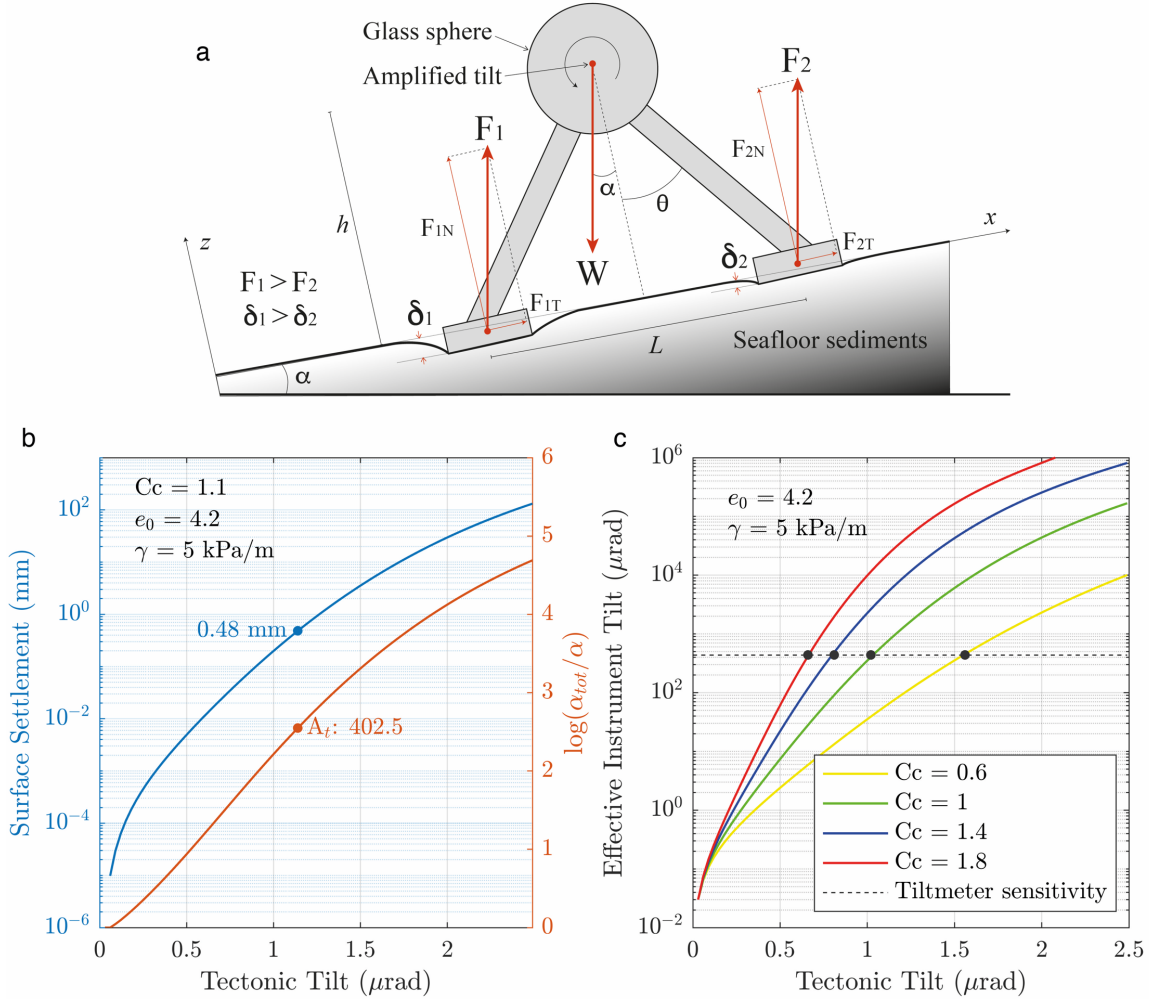 a
Glass sphere
Amplified tilt
F1
F2
F1N
F2N
α
θ
h
z
x
W
F1 > F2
δ1 > δ2
δ1
δ2
F1T
F2T
L
Seafloor sediments
α
b
Surface Settlement (mm)
10^2
10^0
10^-2
10^-4
10^-6
Cc = 1.1
e0 = 4.2
γ = 5 kPa/m
0.48 mm
At: 402.5
log(αtot/α)
6
5
4
3
2
1
0
0
0.5
1
1.5
2
Tectonic Tilt (μrad)
c
Effective Instrument Tilt (μrad)
10^6
10^4
10^2
10^0
10^-2
e0 = 4.2
γ = 5 kPa/m
Cc = 0.6
Cc = 1
Cc = 1.4
Cc = 1.8
Tiltmeter sensitivity
0
0.5
1
1.5
2
2.5
Tectonic Tilt (μrad)